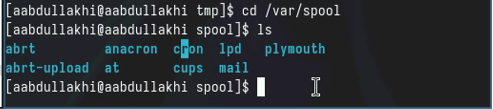 [aabdullakhi@aabdullakhi tmp]$ cd /var/spool
[aabdullakhi@aabdullakhi spool]$ ls
abrt anacron cron lpd plymouth
abrt-upload at cups mail
[aabdullakhi@aabdullakhi spool]$